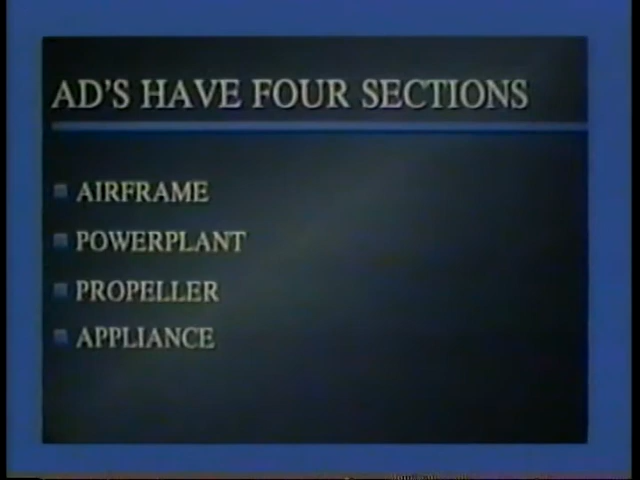 AD'S HAVE FOUR SECTIONS
AIRFRAME
POWERPLANT
PROPELLER
APPLIANCE